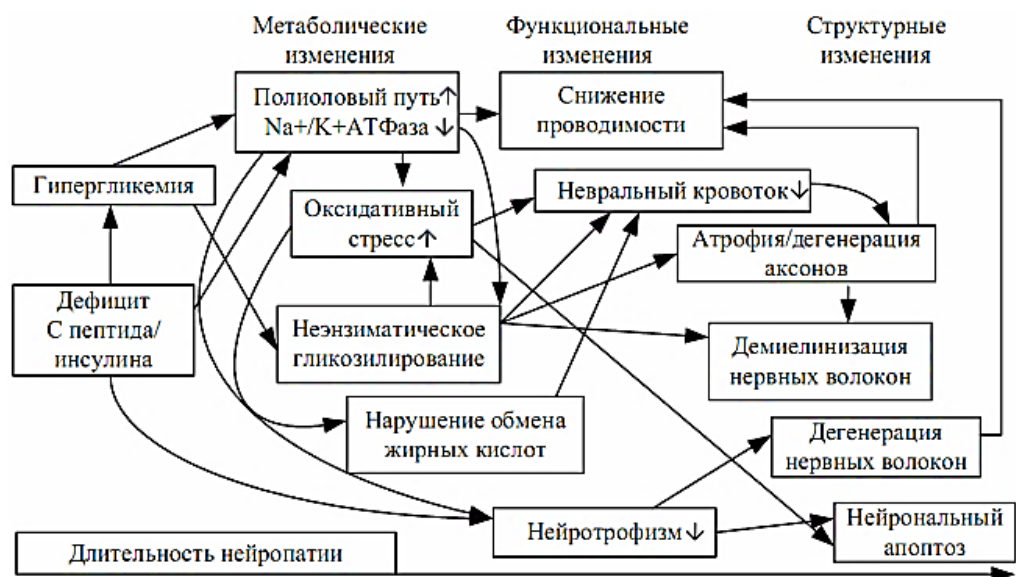 Метаболические
изменения
Функциональные
изменения
Структурные
изменения
Полиоловый путь↑
Na+/K+АТФаза ↓
Снижение
проводимости
Гипергликемия
Оксидативный
стресс↑
Невральный кровоток↓
Атрофия/дегенерация
аксонов
Дефицит
С пептида/
инсулина
Неэнзиматическое
гликозилирование
Демиелинизация
нервных волокон
Нарушение обмена
жирных кислот
Дегенерация
нервных волокон
Нейротрофизм↓
Нейрональный
апоптоз
Длительность нейропатии